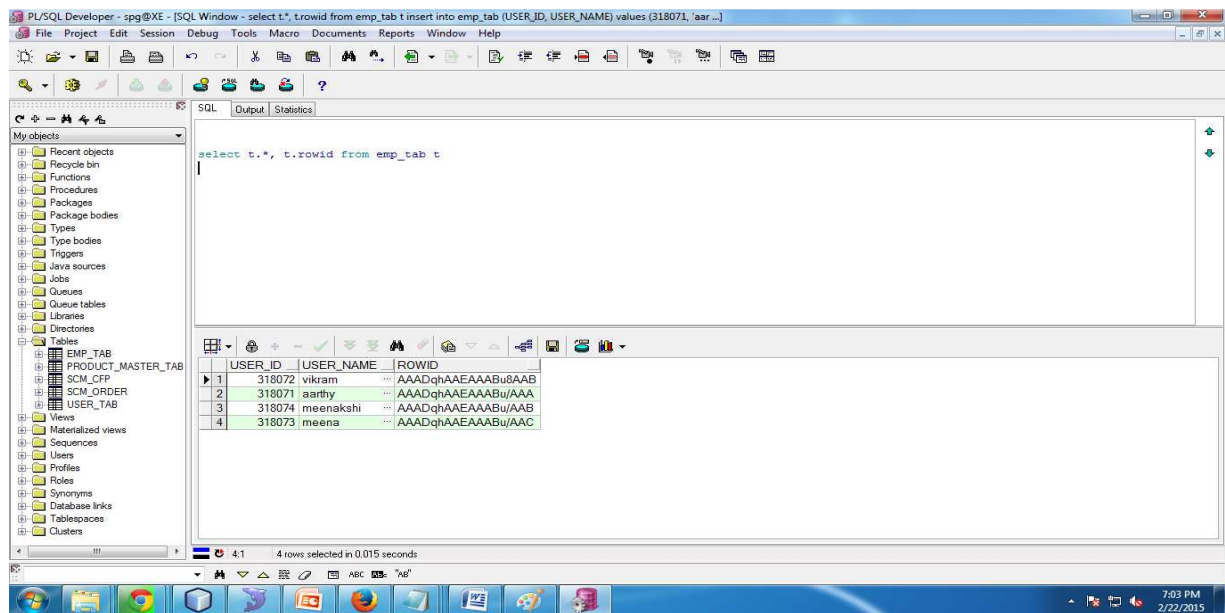 PL/SQL Developer - spg@XE - [SQL Window - select t.*, t.rowid from emp_tab t insert into emp_tab (USER_ID, USER_NAME) values (318071, 'aar ...]
File Project Edit Session Debug Tools Macro Documents Reports Window Help
SQL Output Statistics
My objects
Recent objects
Recycle bin
Functions
Procedures
Packages
Package bodies
Types
Type bodies
Triggers
Java sources
Jobs
Queues
Queue tables
Libraries
Directories
Tables
EMP_TAB
PRODUCT_MASTER_TAB
SCM_CFP
SCM_ORDER
USER_TAB
Views
Materialized views
Sequences
Users
Profiles
Roles
Synonyms
Database links
Tablespaces
Clusters
select t.*, t.rowid from emp_tab t
USER_ID USER_NAME ROWID
1 318072 vikram ... AAADqhAAEAAABu8AAB
2 318071 aarthy ... AAADqhAAEAAABu/AAA
3 318074 meenakshi ... AAADqhAAEAAABu/AAB
4 318073 meena ... AAADqhAAEAAABu/AAC
4:1 4 rows selected in 0.015 seconds
ABC "AB"
7:03 PM
2/22/2015